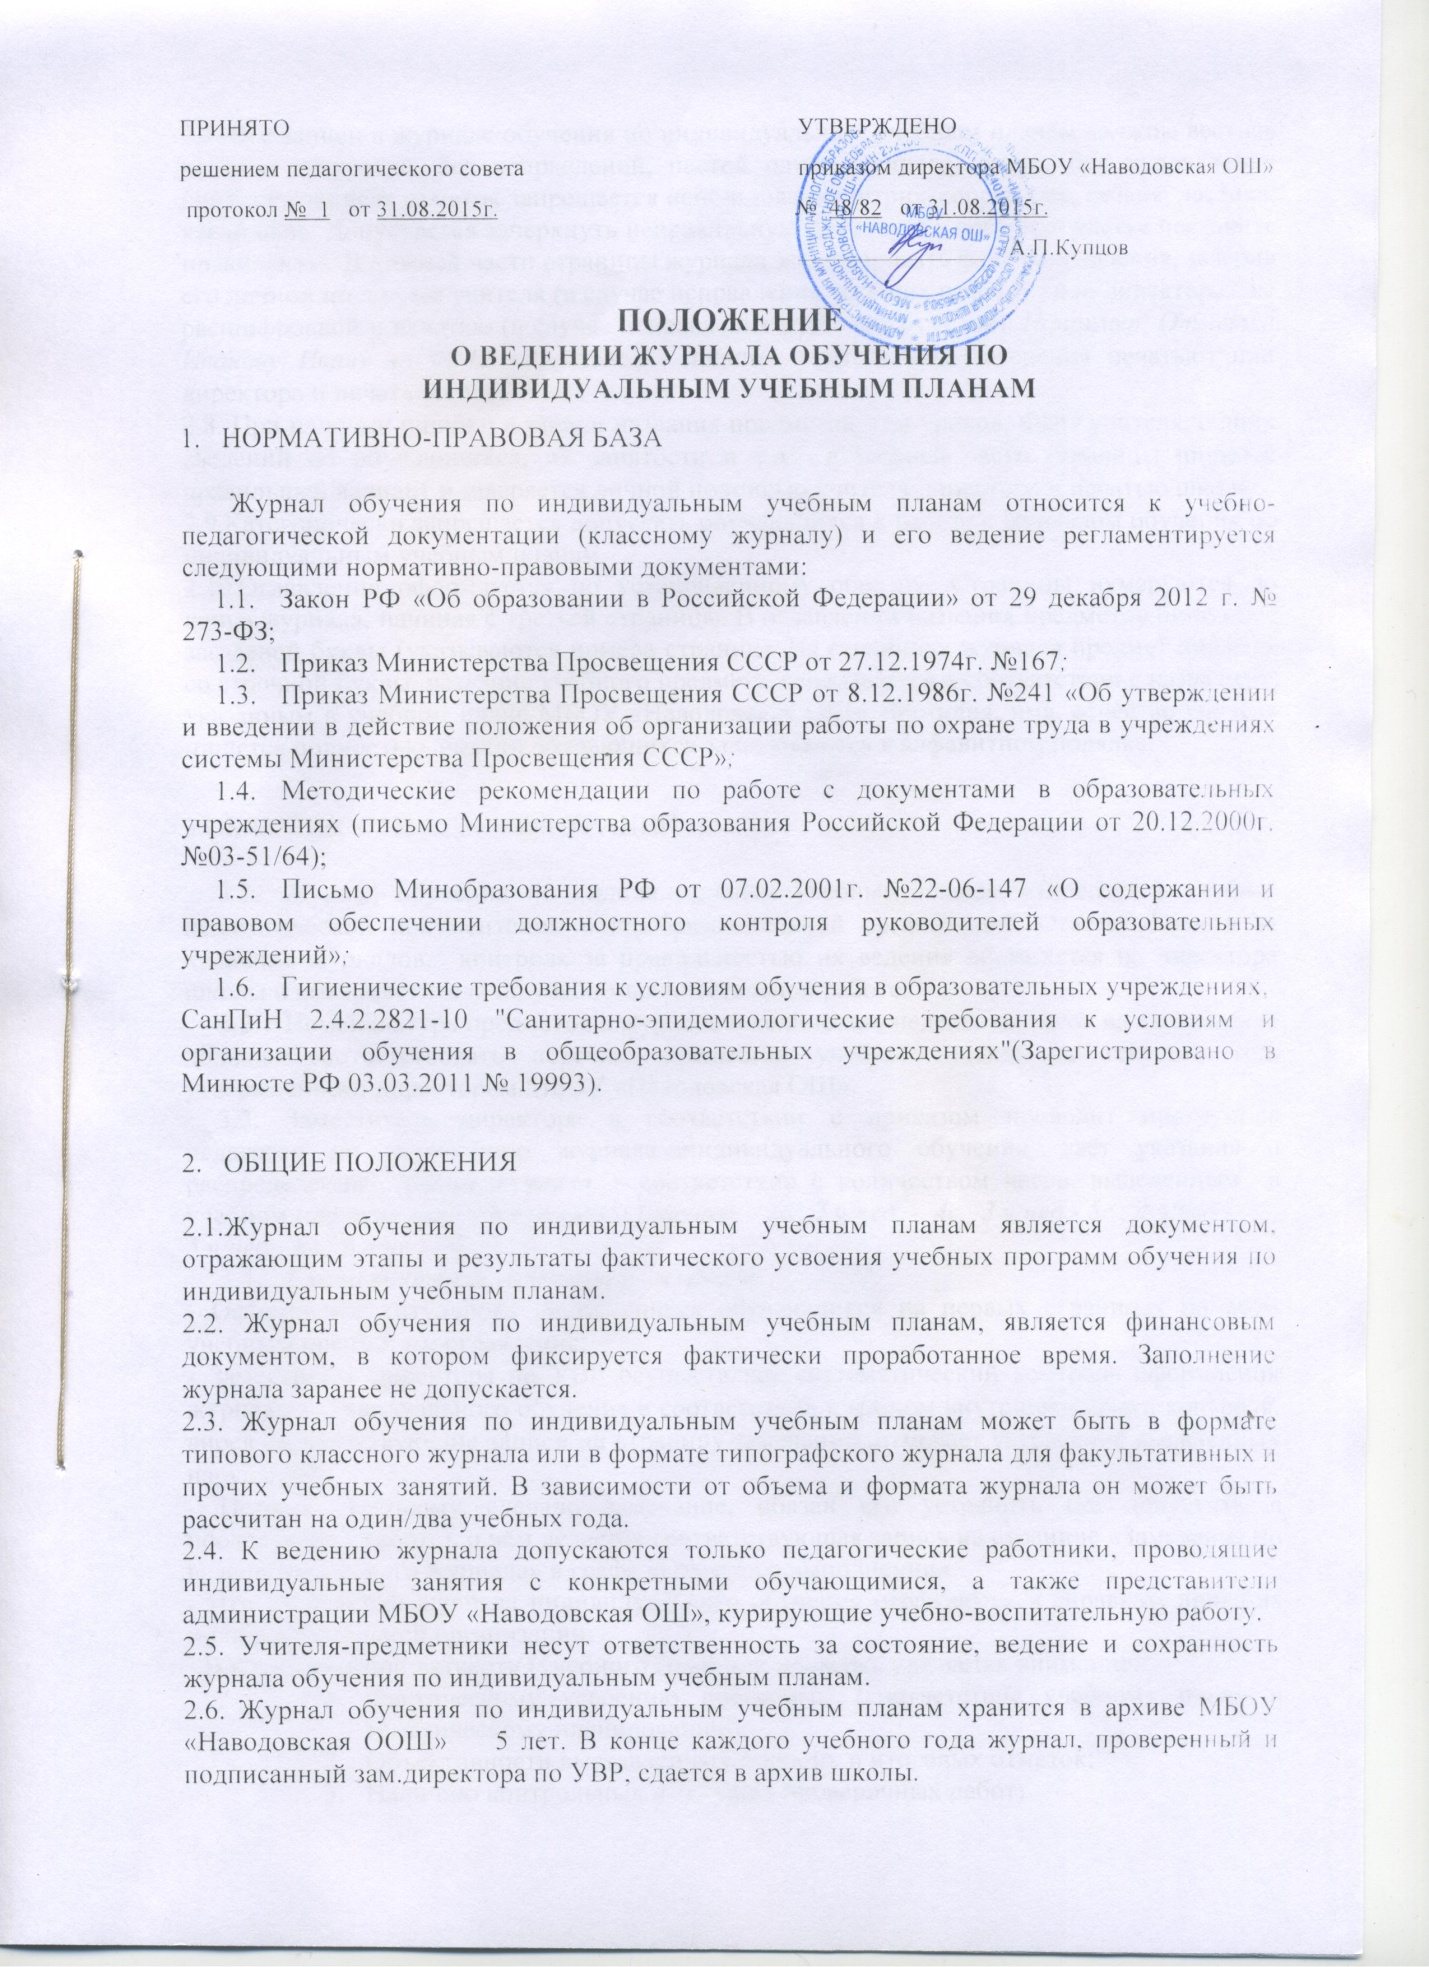 ПРИНЯТО УТВЕРЖДЕНО
решением педагогического совета приказом директора МБОУ «Наводовская ОШ»
протокол № 1 от 31.08.2015г. № 48/82 от 31.08.2015г.
МБОУ
«НАВОДОВСКАЯ ОШ»
А.П.Купцов
ПОЛОЖЕНИЕ
О ВЕДЕНИИ ЖУРНАЛА ОБУЧЕНИЯ ПО
ИНДИВИДУАЛЬНЫМ УЧЕБНЫМ ПЛАНАМ
1. НОРМАТИВНО-ПРАВОВАЯ БАЗА
Журнал обучения по индивидуальным учебным планам относится к учебно-
педагогической документации (классному журналу) и его ведение регламентируется
следующими нормативно-правовыми документами:
1.1. Закон РФ «Об образовании в Российской Федерации» от 29 декабря 2012 г. №
273-ФЗ;
1.2. Приказ Министерства Просвещения СССР от 27.12.1974г. №167;
1.3. Приказ Министерства Просвещения СССР от 8.12.1986г. №241 «Об утверждении
и введении в действие положения об организации работы по охране труда в учреждениях
системы Министерства Просвещения СССР»;
1.4. Методические рекомендации по работе с документами в образовательных
учреждениях (письмо Министерства образования Российской Федерации от 20.12.2000г.
№03-51/64);
1.5. Письмо Минобразования РФ от 07.02.2001г. №22-06-147 «О содержании и
правовом обеспечении должностного контроля руководителей образовательных
учреждений»;
1.6. Гигиенические требования к условиям обучения в образовательных учреждениях.
СанПиН 2.4.2.2821-10 "Санитарно-эпидемиологические требования к условиям и
организации обучения в общеобразовательных учреждениях"(Зарегистрировано в
Минюсте РФ 03.03.2011 № 19993).
2. ОБЩИЕ ПОЛОЖЕНИЯ
2.1.Журнал обучения по индивидуальным учебным планам является документом,
отражающим этапы и результаты фактического усвоения учебных программ обучения по
индивидуальным учебным планам.
2.2. Журнал обучения по индивидуальным учебным планам, является финансовым
документом, в котором фиксируется фактически проработанное время. Заполнение
журнала заранее не допускается.
2.3. Журнал обучения по индивидуальным учебным планам может быть в формате
типового классного журнала или в формате типографского журнала для факультативных и
прочих учебных занятий. В зависимости от объема и формата журнала он может быть
рассчитан на один/два учебных года.
2.4. К ведению журнала допускаются только педагогические работники, проводящие
индивидуальные занятия с конкретными обучающимися, а также представители
администрации МБОУ «Наводовская ОШ», курирующие учебно-воспитательную работу.
2.5. Учителя-предметники несут ответственность за состояние, ведение и сохранность
журнала обучения по индивидуальным учебным планам.
2.6. Журнал обучения по индивидуальным учебным планам хранится в архиве МБОУ
«Наводовская ООШ» 5 лет. В конце каждого учебного года журнал, проверенный и
подписанный зам.директора по УВР, сдается в архив школы.